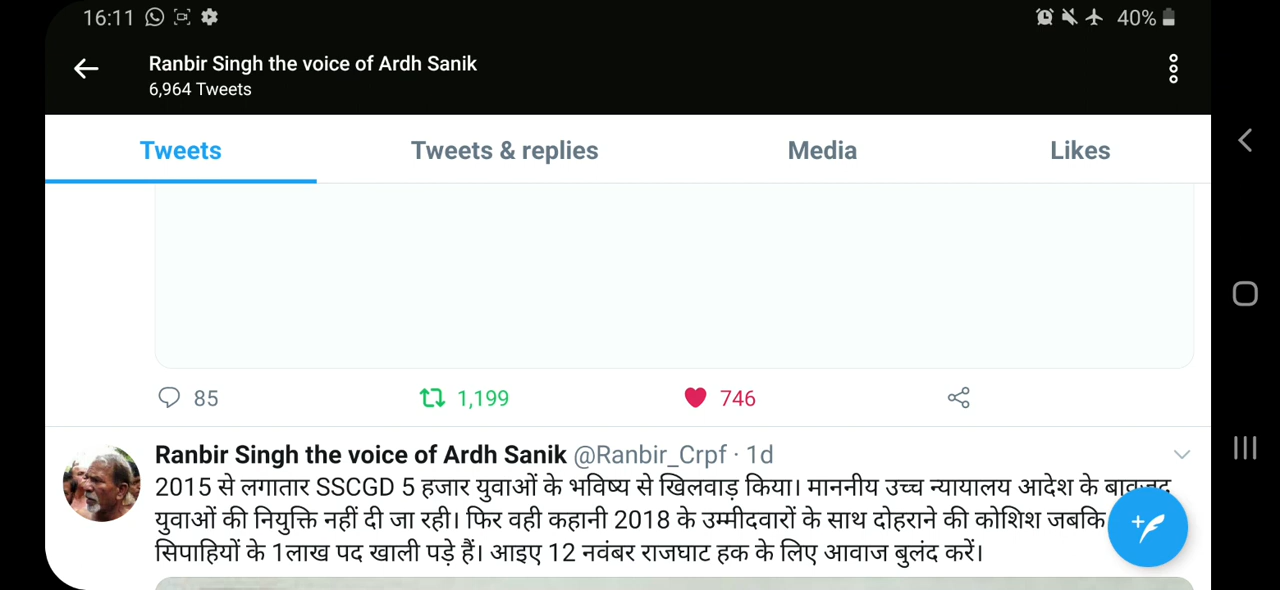 16:11
40%
Ranbir Singh the voice of Ardh Sanik
6,964 Tweets
Tweets Tweets & replies Media Likes
85 1,199 746
Ranbir Singh the voice of Ardh Sanik @Ranbir_Crpf · 1d
2015 से लगातार SSCGD 5 हजार युवाओं के भविष्य से खिलवाड़ किया। माननीय उच्च न्यायालय आदेश के बावजूद
युवाओं की नियुक्ति नहीं दी जा रही। फिर वही कहानी 2018 के उम्मीदवारों के साथ दोहराने की कोशिश जबकि
सिपाहियों के 1लाख पद खाली पड़े हैं। आइए 12 नवंबर राजघाट हक के लिए आवाज बुलंद करें।